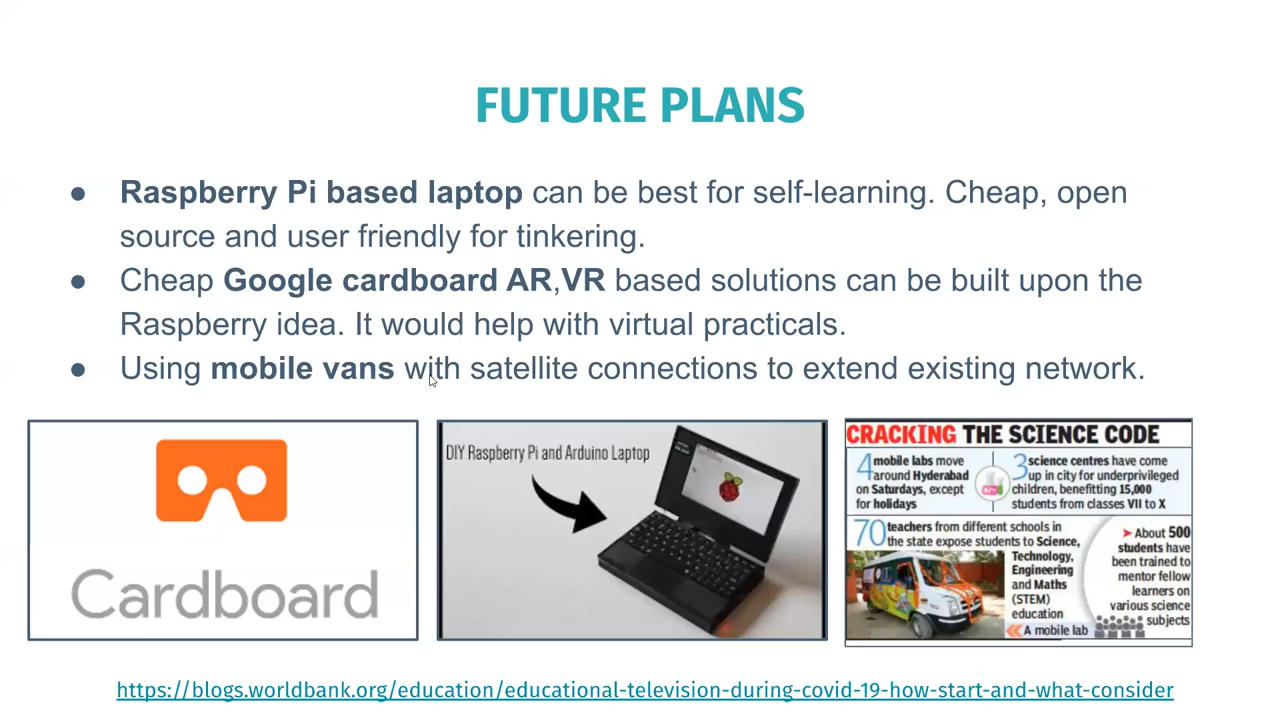 FUTURE PLANS
● Raspberry Pi based laptop can be best for self-learning. Cheap, open
source and user friendly for tinkering.
● Cheap Google cardboard AR,VR based solutions can be built upon the
Raspberry idea. It would help with virtual practicals.
● Using mobile vans with satellite connections to extend existing network.
Cardboard
DIY Raspberry Pi and Arduino Laptop
CRACKING THE SCIENCE CODE
4 mobile labs move
around Hyderabad
on Saturdays, except
for holidays
3 science centres have come
up in city for underprivileged
children, benefitting 15,000
students from classes VII to X
70 teachers from different schools in
the state expose students to Science,
Technology,
Engineering
and Maths
(STEM)
education
A mobile lab
About 500
students have
been trained to
mentor fellow
learners on
various science
subjects
https://blogs.worldbank.org/education/educational-television-during-covid-19-how-start-and-what-consider